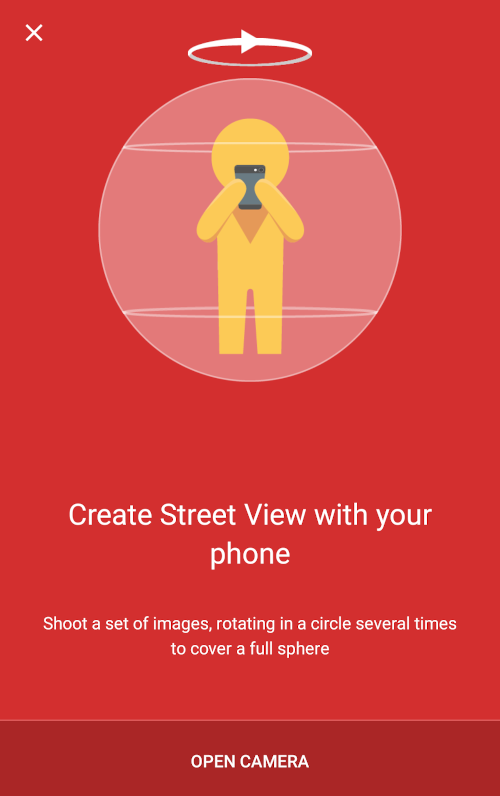 Create Street View with your
phone
Shoot a set of images, rotating in a circle several times
to cover a full sphere
OPEN CAMERA